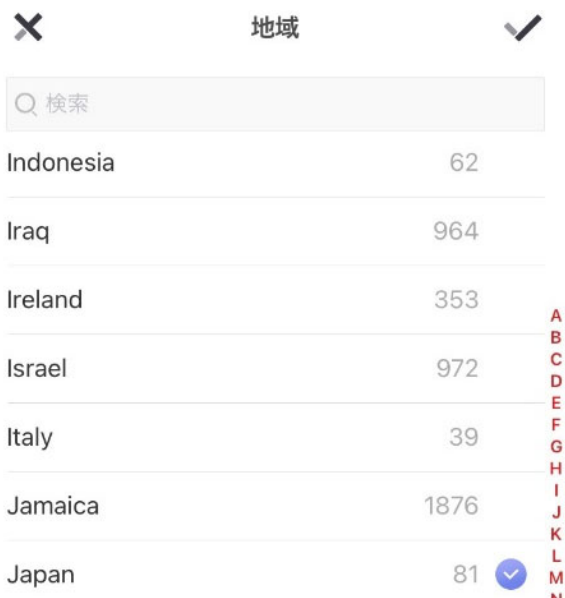 地域
検索
Indonesia 62
Iraq 964
Ireland 353
Israel 972
Italy 39
Jamaica 1876
Japan 81
A
B
C
D
E
F
G
H
I
J
K
L
M
N